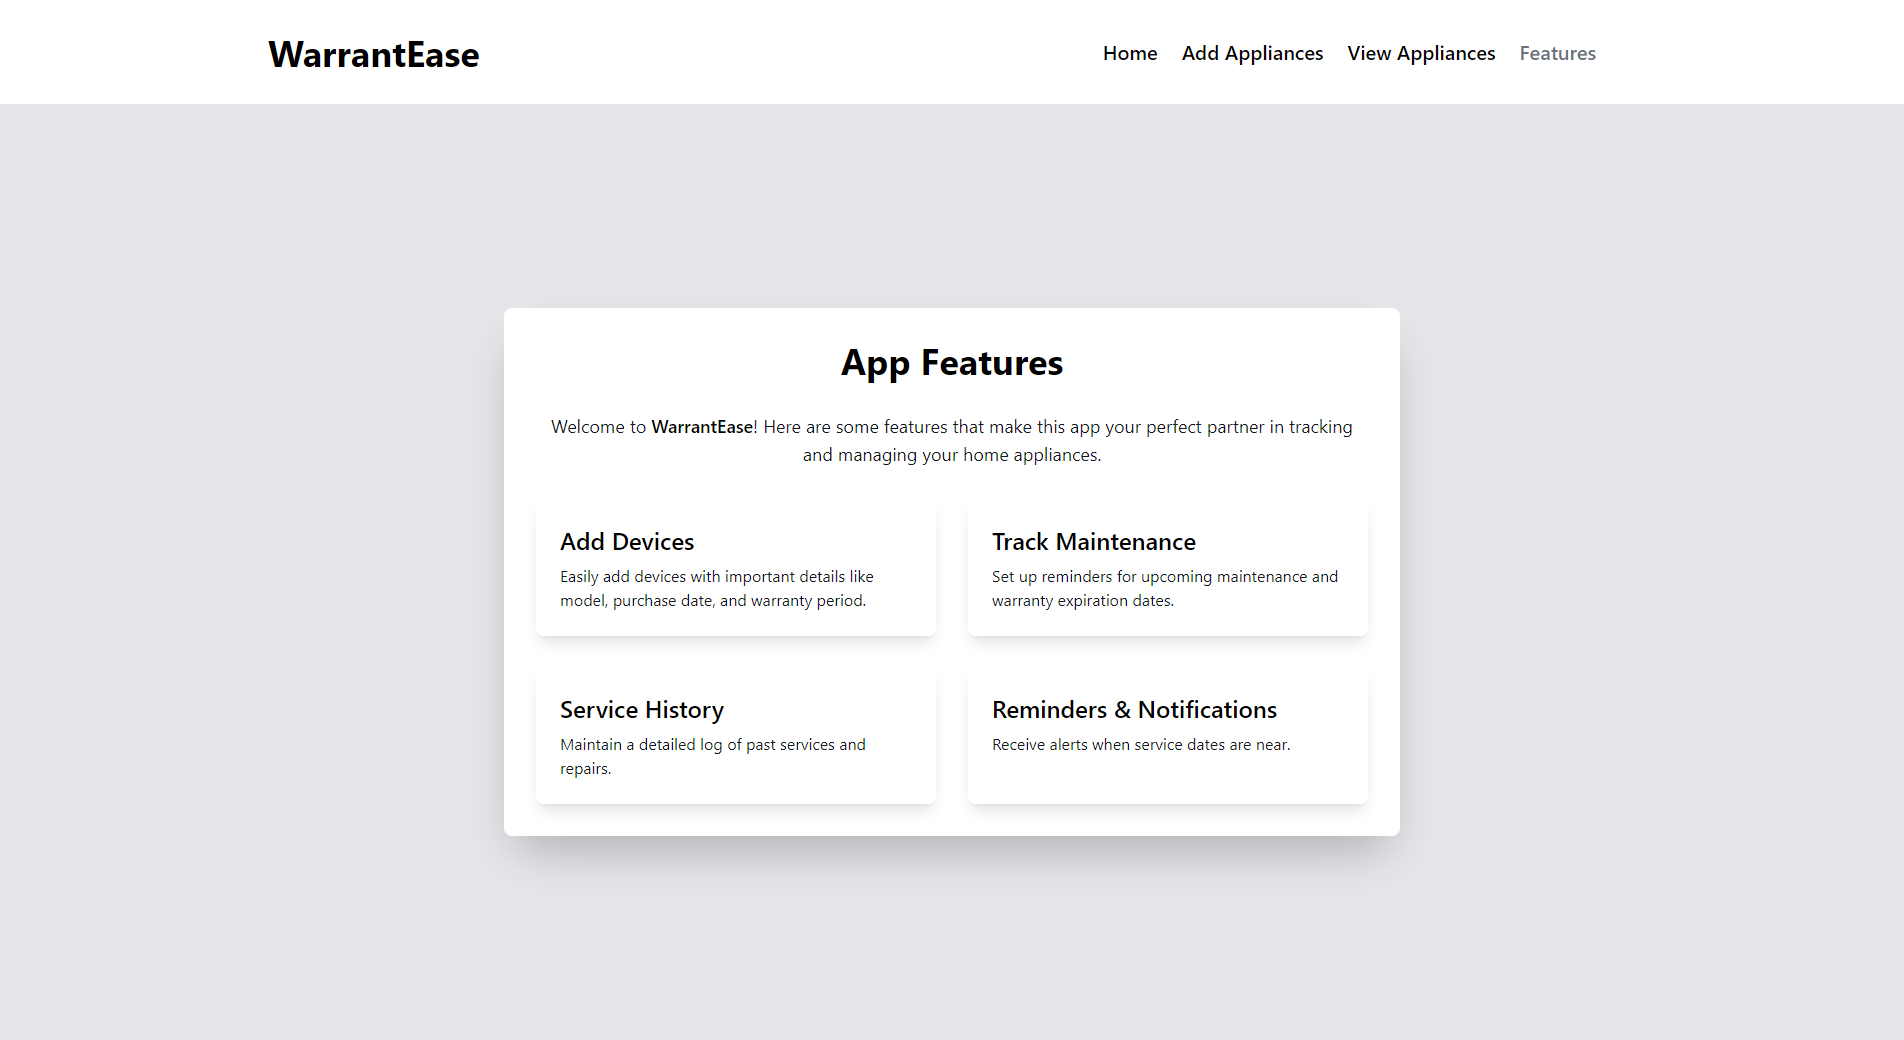 WarrantEase
Home Add Appliances View Appliances Features
App Features
Welcome to WarrantEase! Here are some features that make this app your perfect partner in tracking
and managing your home appliances.
Add Devices
Easily add devices with important details like
model, purchase date, and warranty period.
Track Maintenance
Set up reminders for upcoming maintenance and
warranty expiration dates.
Service History
Maintain a detailed log of past services and
repairs.
Reminders & Notifications
Receive alerts when service dates are near.